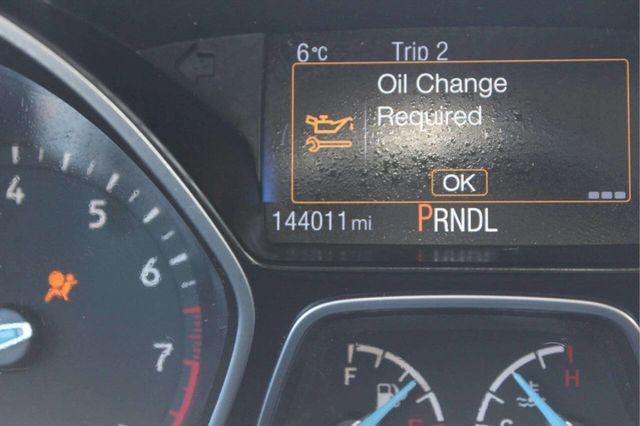 6°C Trip 2
Oil Change
Required
OK
144011 mi PRNDL
4
5
6
7
F
H